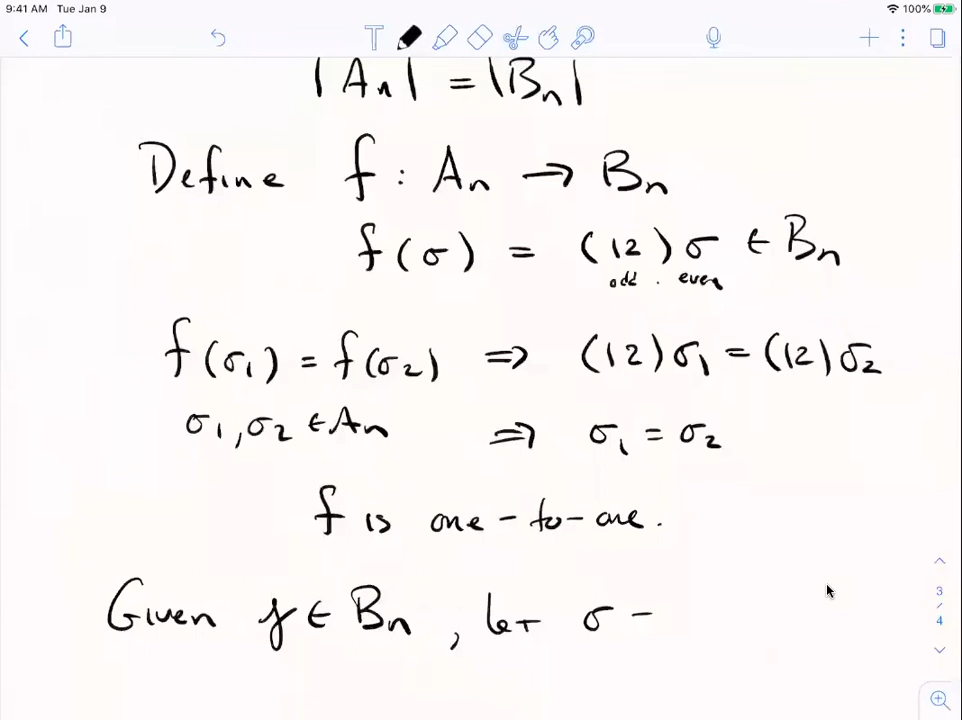 9:41 AM Tue Jan 9
100%
|An| = |Bn|
Define f : An → Bn
f(σ) = (12)σ ∈ Bn
odd . even
f(σ1) = f(σ2) ⇒ (12)σ1 = (12)σ2
σ1, σ2 ∈ An ⇒ σ1 = σ2
f is one-to-one.
Given γ ∈ Bn, let σ =
3
/
4